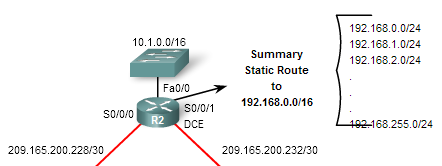 10.1.0.0/16
Fa0/0
S0/0/0
S0/0/1
R2
DCE
209.165.200.228/30
209.165.200.232/30
Summary
Static Route
to
192.168.0.0/16
192.168.0.0/24
192.168.1.0/24
192.168.2.0/24
.
.
.
192.168.255.0/24